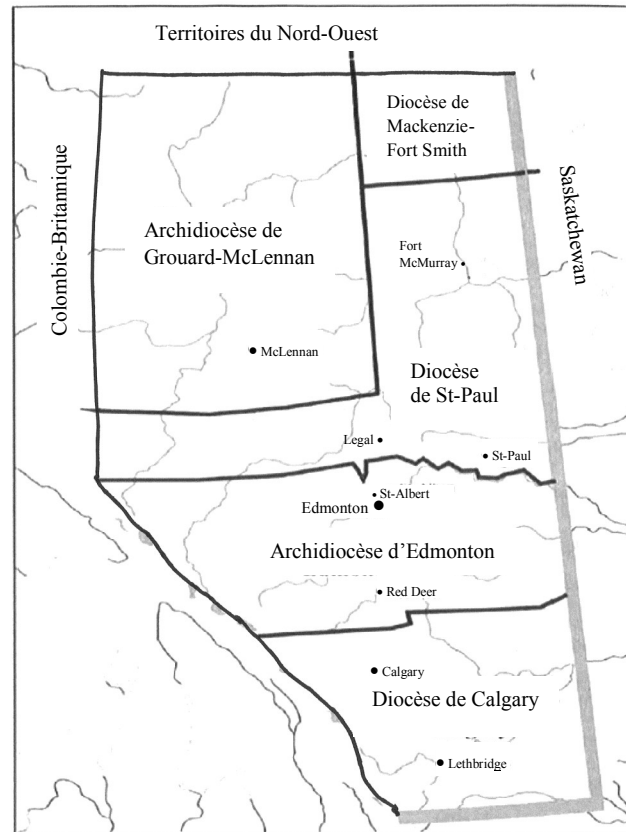 Territoires du Nord-Ouest
Diocèse de
Mackenzie-
Fort Smith
Colombie-Britannique
Saskatchewan
Archidiocèse de
Grouard-McLennan
Fort
McMurray
McLennan
Diocèse
de St-Paul
Legal
St-Paul
St-Albert
Edmonton
Archidiocèse d’Edmonton
Red Deer
Calgary
Diocèse de Calgary
Lethbridge